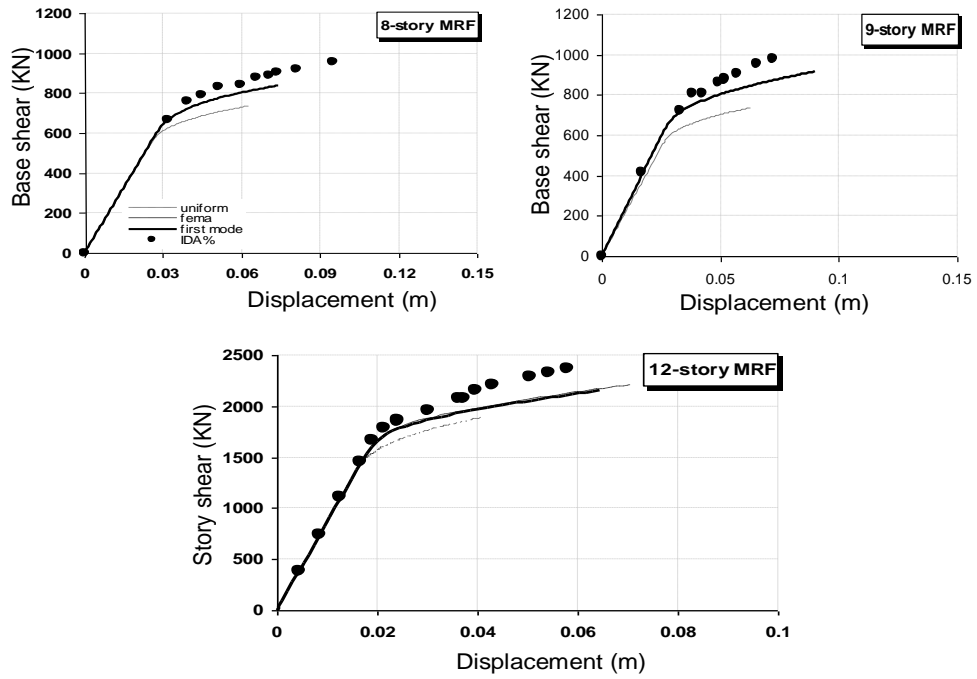 8-story MRF
Base shear (KN)
1200
1000
800
600
400
200
0
uniform
fema
first mode
IDA%
0
0.03
0.06
0.09
0.12
0.15
Displacement (m)
9-story MRF
Base shear (KN)
1200
1000
800
600
400
200
0
0
0.05
0.1
0.15
Displacement (m)
12-story MRF
Story shear (KN)
2500
2000
1500
1000
500
0
0
0.02
0.04
0.06
0.08
0.1
Displacement (m)